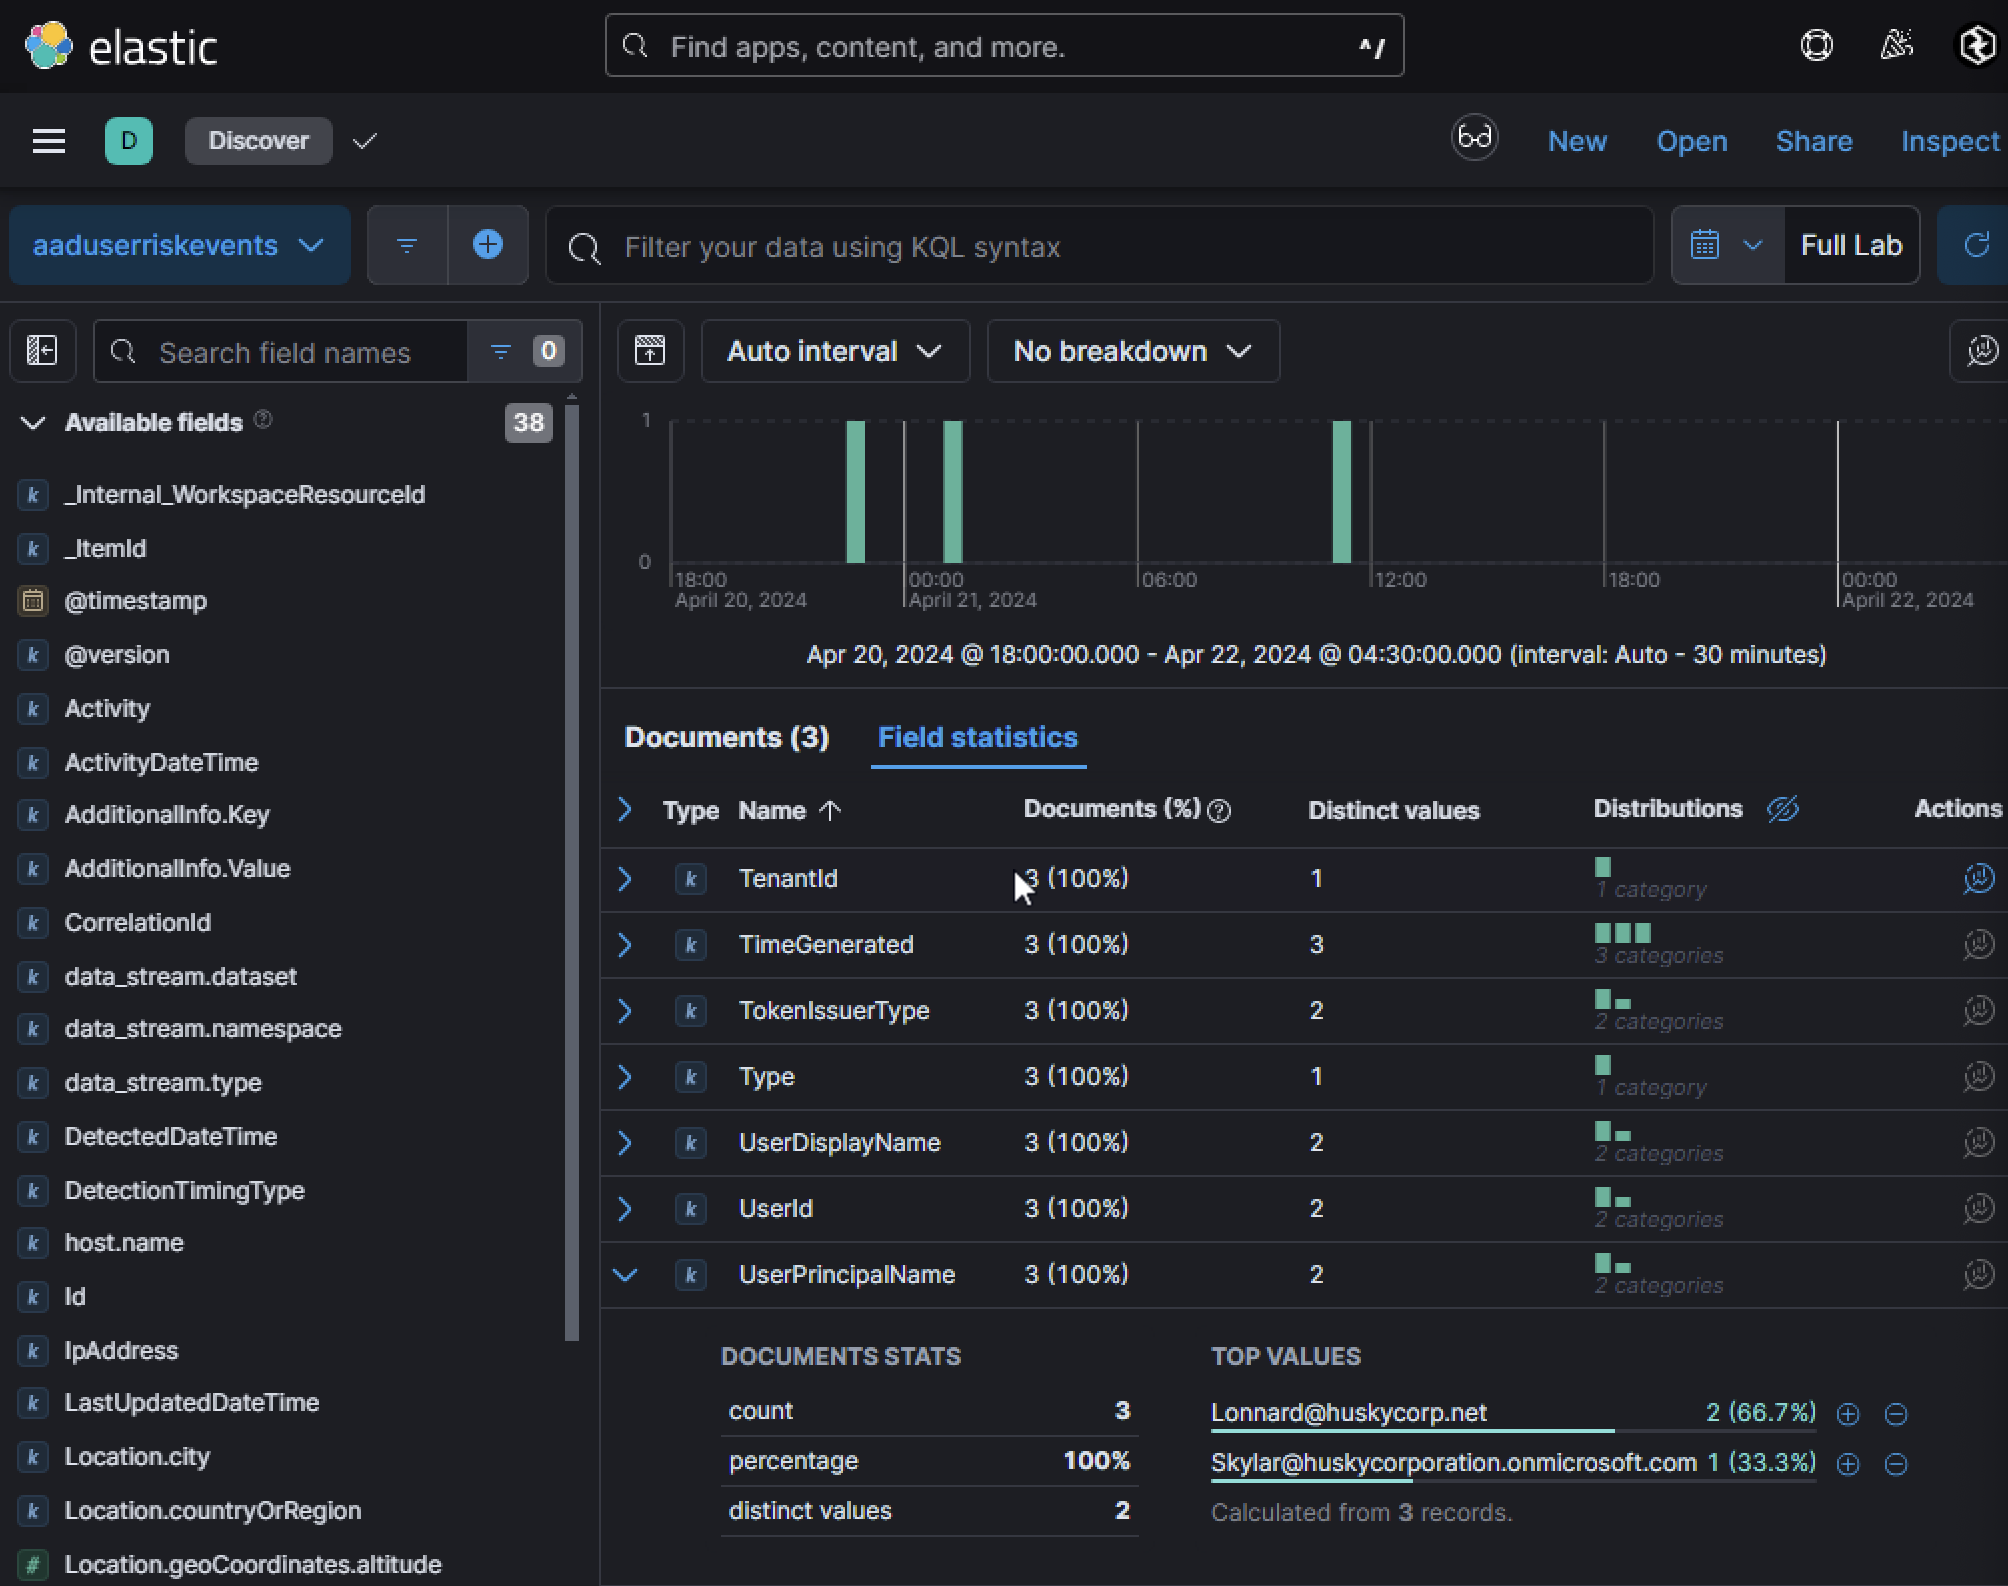 elastic
Find apps, content, and more.
^/
D
Discover
New
Open
Share
Inspect
aaduserriskevents
Filter your data using KQL syntax
Full Lab
Search field names
0
Auto interval
No breakdown
Available fields
38
_Internal_WorkspaceResourceId
_ItemId
@timestamp
@version
Activity
ActivityDateTime
AdditionalInfo.Key
AdditionalInfo.Value
CorrelationId
data_stream.dataset
data_stream.namespace
data_stream.type
DetectedDateTime
DetectionTimingType
host.name
Id
IpAddress
LastUpdatedDateTime
Location.city
Location.countryOrRegion
# Location.geoCoordinates.altitude
1
0
18:00
April 20, 2024
00:00
April 21, 2024
06:00
12:00
18:00
00:00
April 22, 2024
Apr 20, 2024 @ 18:00:00.000 - Apr 22, 2024 @ 04:30:00.000 (interval: Auto - 30 minutes)
Documents (3)
Field statistics
Type Name Documents (%) Distinct values Distributions Actions
k TenantId 3 (100%) 1 1 category
k TimeGenerated 3 (100%) 3 3 categories
k TokenIssuerType 3 (100%) 2 2 categories
k Type 3 (100%) 1 1 category
k UserDisplayName 3 (100%) 2 2 categories
k UserId 3 (100%) 2 2 categories
k UserPrincipalName 3 (100%) 2 2 categories
DOCUMENTS STATS
count 3
percentage 100%
distinct values 2
TOP VALUES
Lonnard@huskycorp.net 2 (66.7%)
Skylar@huskycorporation.onmicrosoft.com 1 (33.3%)
Calculated from 3 records.